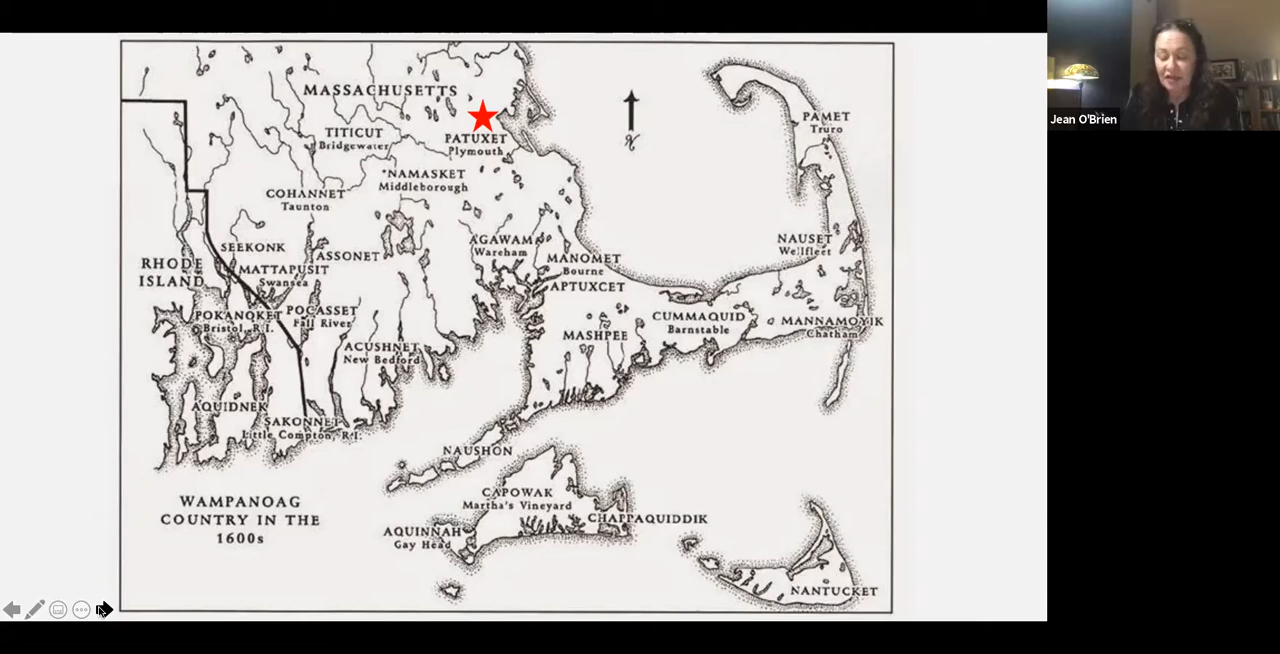 Jean O'Brien
MASSACHUSETTS
TITICUT
Bridgewater
PATUXET
Plymouth
PAMET
Truro
NAMASKET
Middleborough
COHANNET
Taunton
SEEKONK
ASSONET
AGAWAM
Wareham
MANOMET
Bourne
APTUXCET
NAUSET
Wellfleet
RHODE
ISLAND
MATTAPUSIT
Swansea
POKANOKET
Bristol, R.I.
POCASSET
Fall River
ACUSHNET
New Bedford
MASHPEE
CUMMAQUID
Barnstable
MANNAMOYIK
Chatham
AQUIDNEK
SAKONNET
Little Compton, R.I.
NAUSHON
WAMPANOAG
COUNTRY IN THE
1600s
CAPOWAK
Martha's Vineyard
CHAPPAQUIDDIK
AQUINNAH
Gay Head
NANTUCKET
N